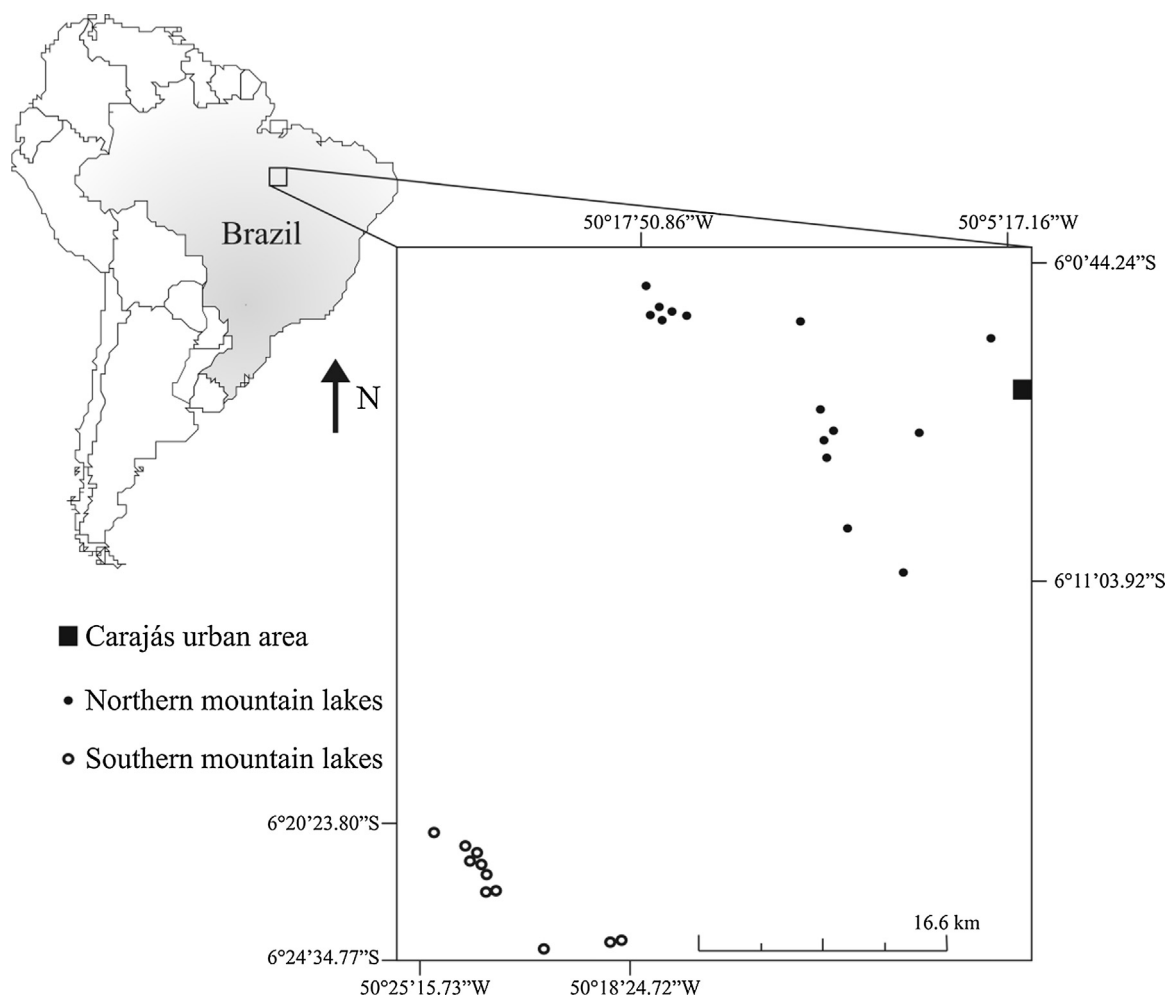 Brazil
50°17’50.86”W
50°5’17.16”W
6°0’44.24”S
N
6°11’03.92”S
Carajás urban area
Northern mountain lakes
Southern mountain lakes
6°20’23.80”S
16.6 km
6°24’34.77”S
50°25’15.73”W
50°18’24.72”W